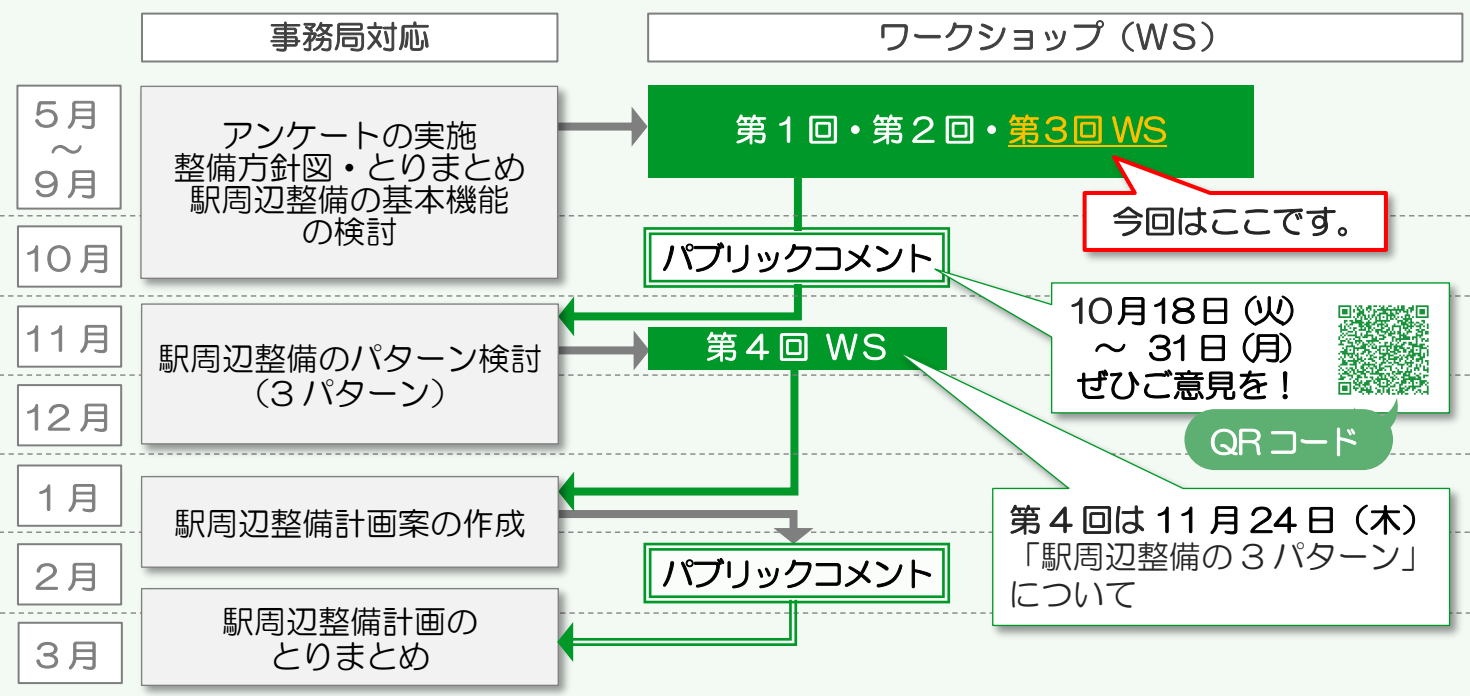 事務局対応
ワークショップ（WS）
5月
～
9月
アンケートの実施
整備方針図・とりまとめ
駅周辺整備の基本機能
の検討
第1回・第2回・第3回 WS
今回はここです。
10月
パブリックコメント
10月18日（火）
～ 31日（月）
ぜひご意見を！
QRコード
11月
駅周辺整備のパターン検討
（3パターン）
第4回 WS
12月
第4回は11月24日（木）
「駅周辺整備の3パターン」
について
1月
駅周辺整備計画案の作成
2月
パブリックコメント
3月
駅周辺整備計画の
とりまとめ